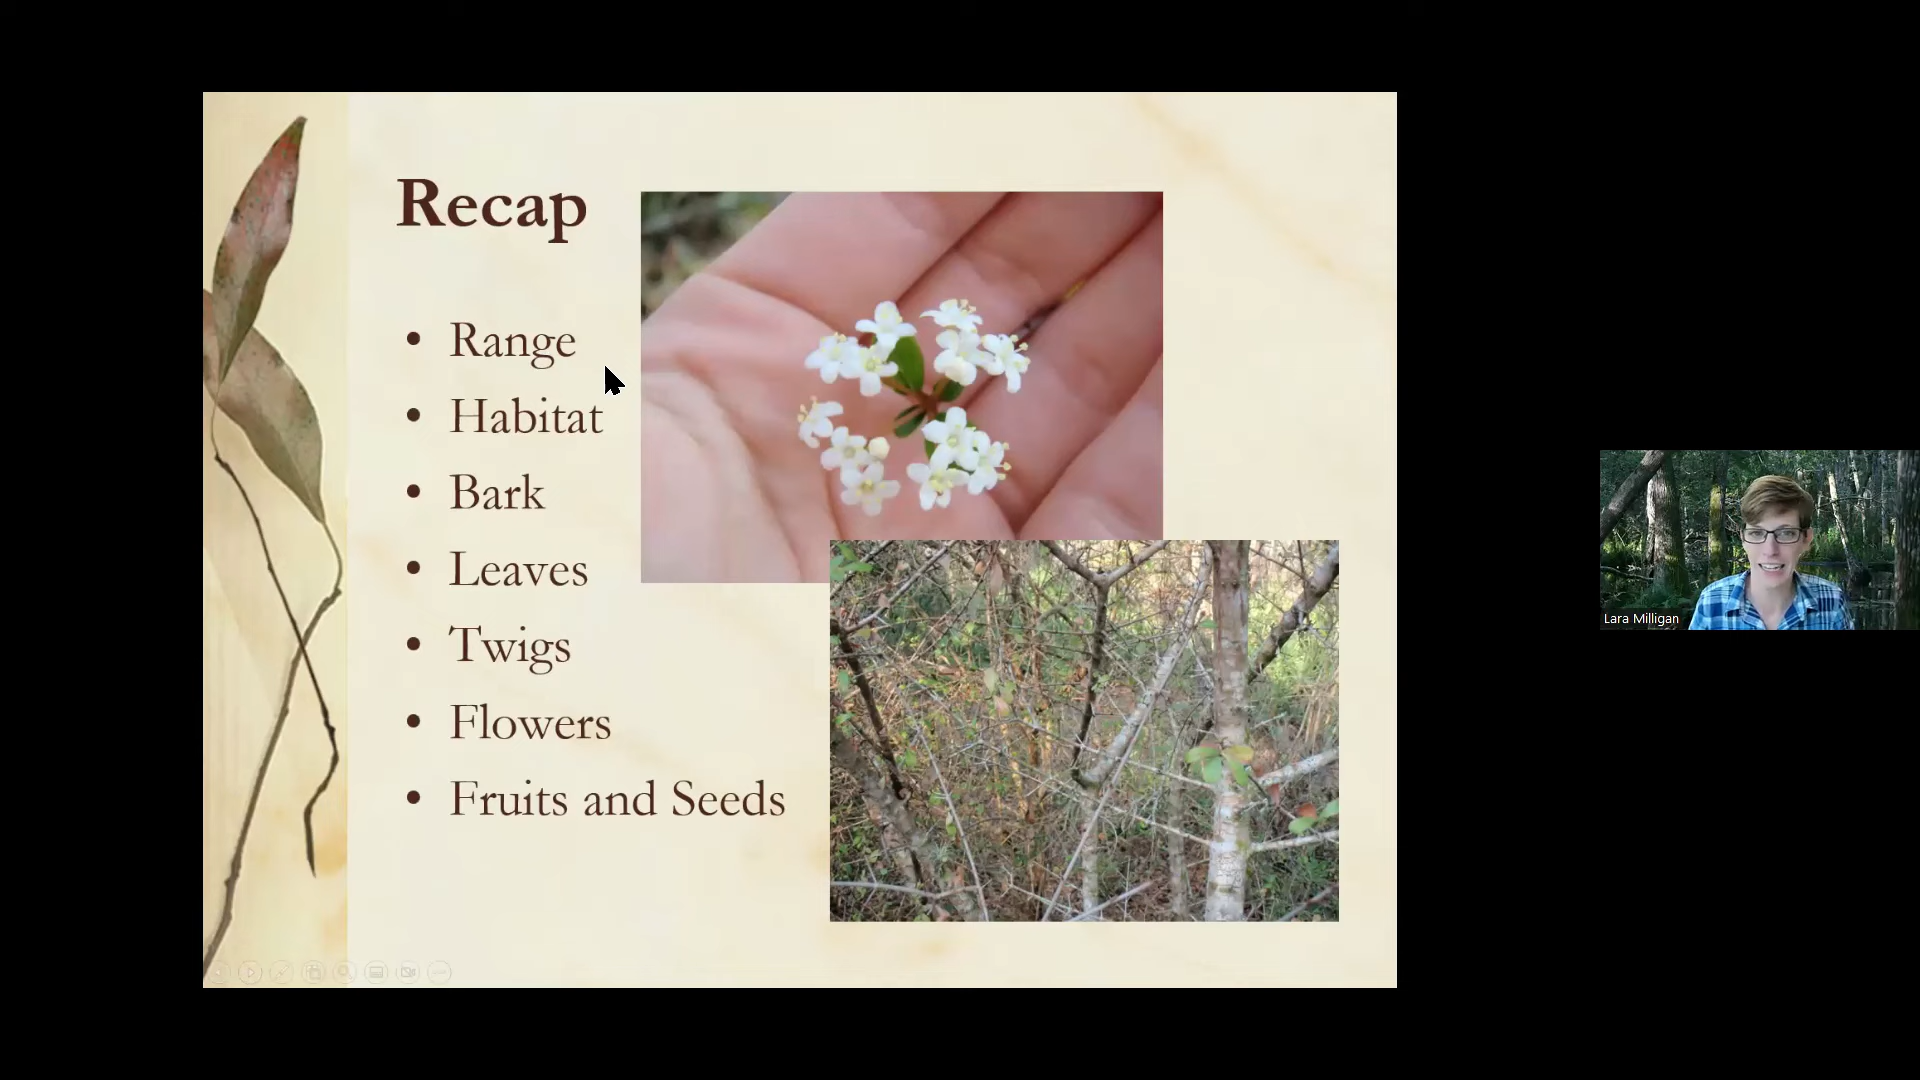 Recap
• Range
• Habitat
• Bark
• Leaves
• Twigs
• Flowers
• Fruits and Seeds
Lara Milligan